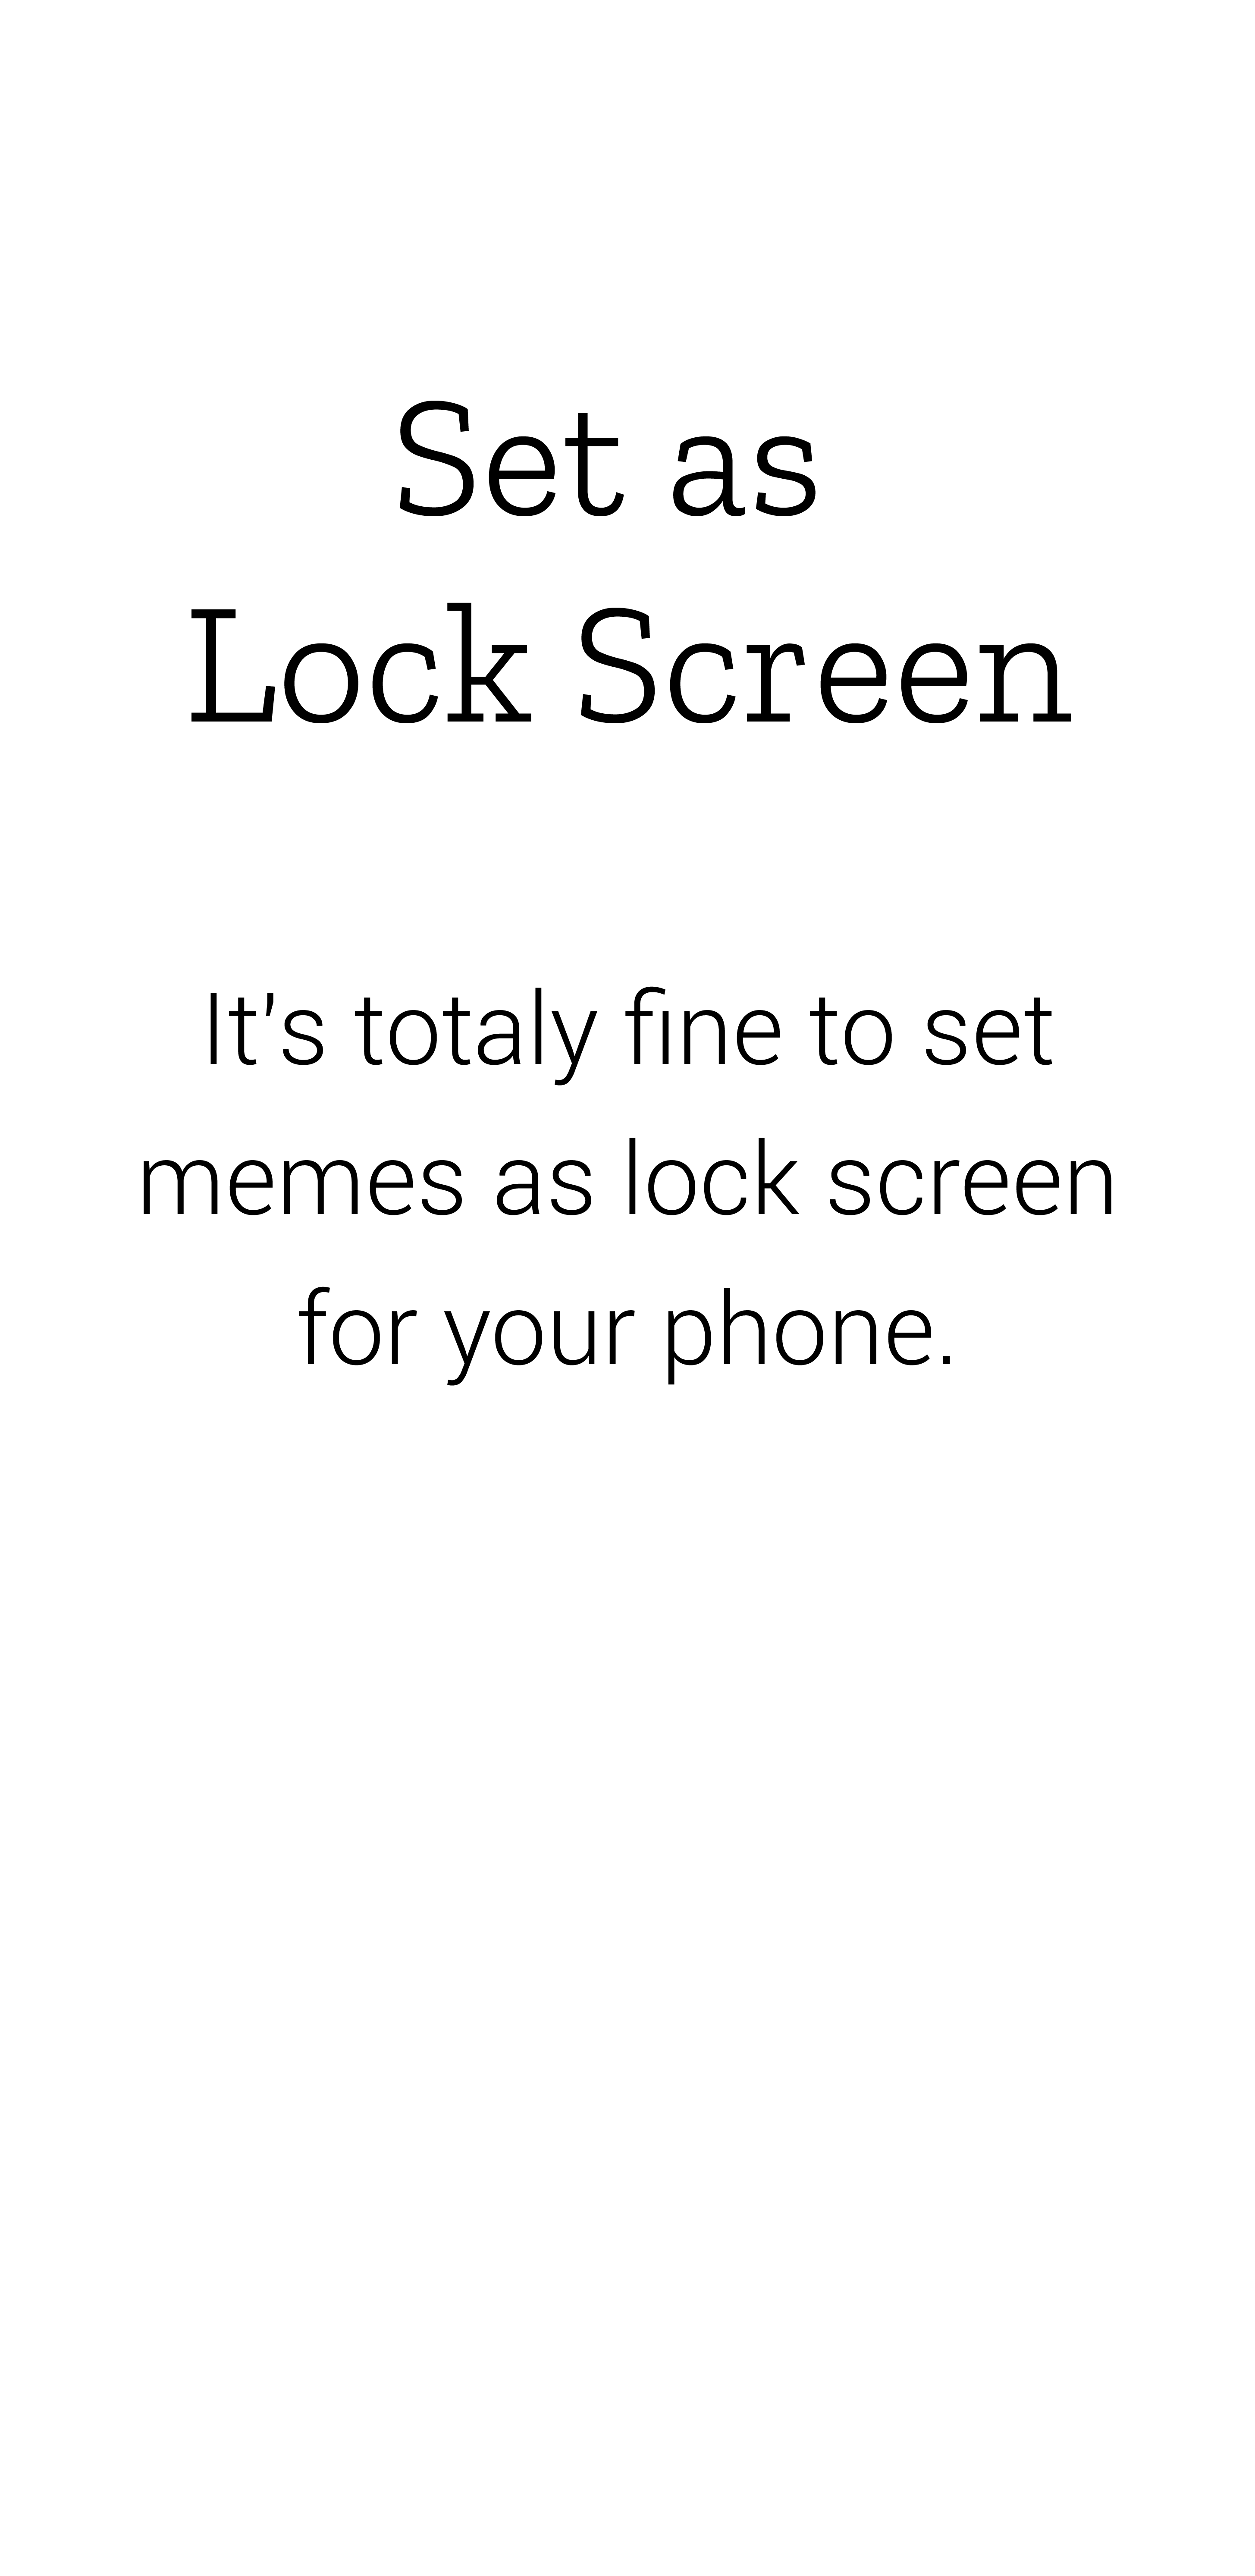 Set as
Lock Screen
It's totaly fine to set
memes as lock screen
for your phone.